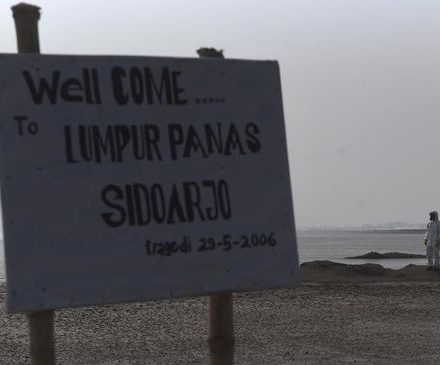 Well COME .....
To
LUMPUR PANAS
SIDOARJO
tragedi 29-5-2006